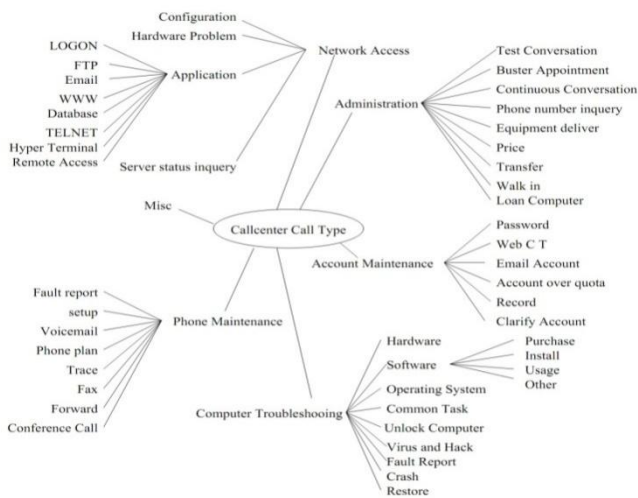 Configuration
Hardware Problem
Network Access
LOGON
FTP
Email
WWW
Database
TELNET
Hyper Terminal
Remote Access
Application
Server status inquery
Administration
Test Conversation
Buster Appointment
Continuous Conversation
Phone number inquery
Equipment deliver
Price
Transfer
Walk in
Loan Computer
Misc
Callcenter Call Type
Account Maintenance
Password
Web C T
Email Account
Account over quota
Record
Clarify Account
Fault report
setup
Voicemail
Phone plan
Trace
Fax
Forward
Conference Call
Phone Maintenance
Computer Troubleshooing
Hardware
Software
Purchase
Install
Usage
Other
Operating System
Common Task
Unlock Computer
Virus and Hack
Fault Report
Crash
Restore